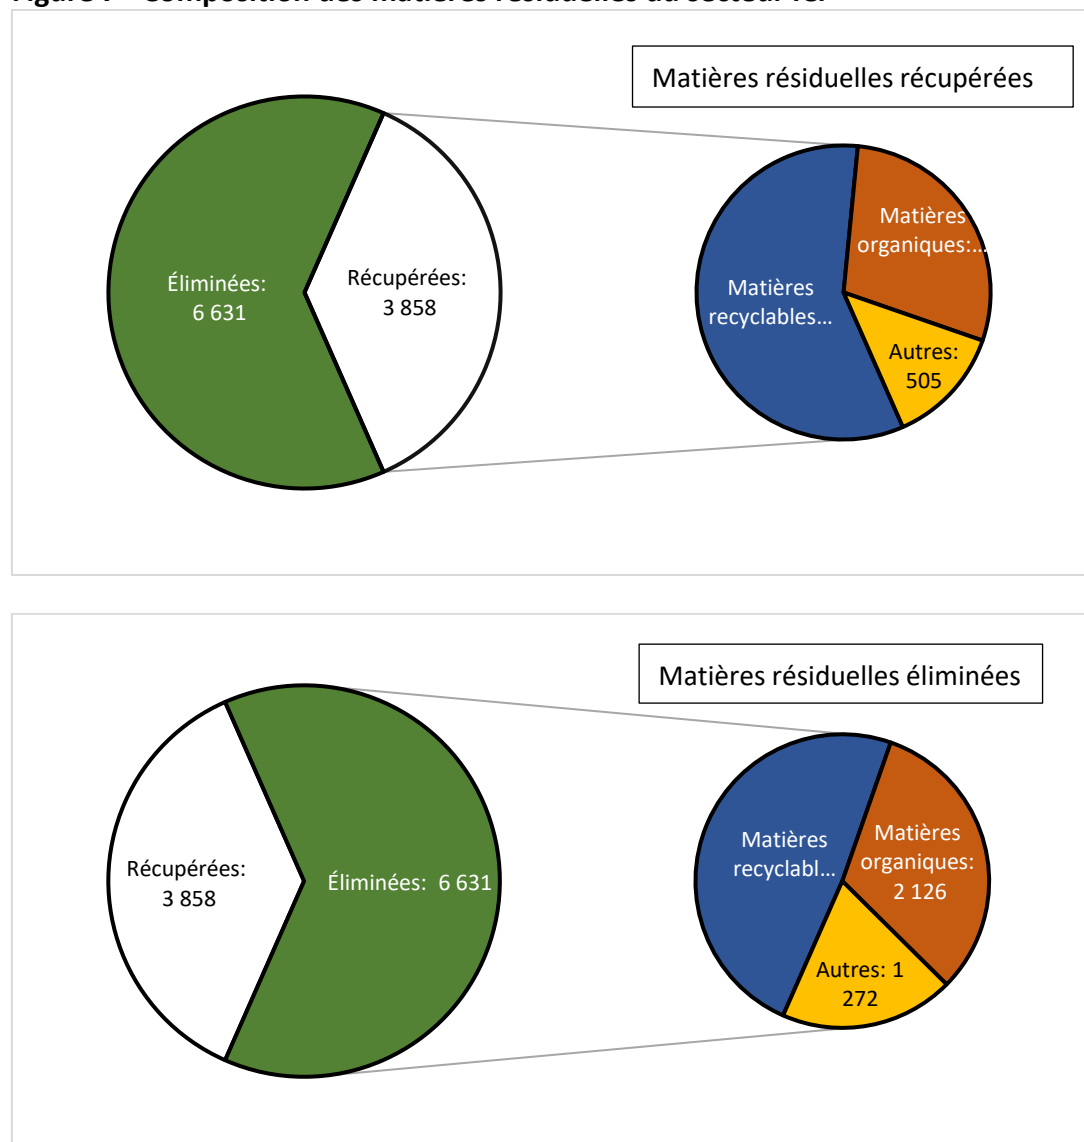 Matières résiduelles récupérées
Éliminées:
6 631
Récupérées:
3 858
Matières
recyclables…
Matières
organiques:…
Autres:
505
Matières résiduelles éliminées
Récupérées:
3 858
Éliminées: 6 631
Matières
recyclabl…
Matières
organiques:
2 126
Autres: 1
272